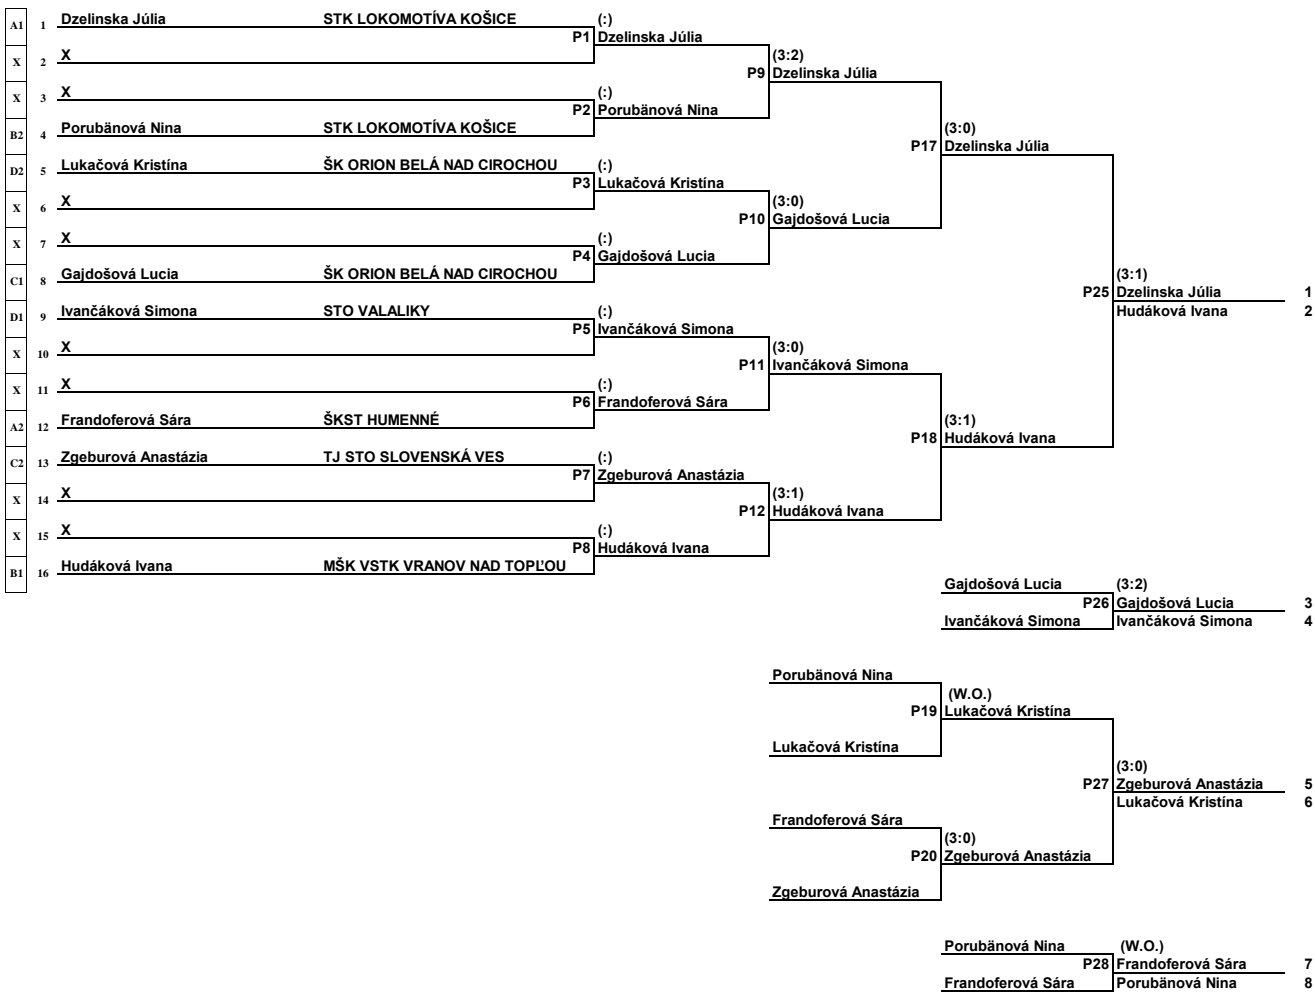 A1 1 Dzelinska Júlia STK LOKOMOTÍVA KOŠICE (:)
P1 Dzelinska Júlia
X 2 X (3:2)
P9 Dzelinska Júlia
X 3 X (:)
P2 Porubänová Nina
B2 4 Porubänová Nina STK LOKOMOTÍVA KOŠICE (3:0)
P17 Dzelinska Júlia
D2 5 Lukačová Kristína ŠK ORION BELÁ NAD CIROCHOU (:)
P3 Lukačová Kristína
X 6 X (3:0)
P10 Gajdošová Lucia
X 7 X (:)
P4 Gajdošová Lucia
C1 8 Gajdošová Lucia ŠK ORION BELÁ NAD CIROCHOU (3:1)
P25 Dzelinska Júlia 1
D1 9 Ivančáková Simona STO VALALIKY (:) Hudáková Ivana 2
P5 Ivančáková Simona
X 10 X (3:0)
P11 Ivančáková Simona
X 11 X (:)
P6 Frandoferová Sára
A2 12 Frandoferová Sára ŠKST HUMENNÉ (3:1)
P18 Hudáková Ivana
C2 13 Zgeburová Anastázia TJ STO SLOVENSKÁ VES (:)
P7 Zgeburová Anastázia
X 14 X (3:1)
P12 Hudáková Ivana
X 15 X (:)
P8 Hudáková Ivana
B1 16 Hudáková Ivana MŠK VSTK VRANOV NAD TOPĽOU
Gajdošová Lucia (3:2)
P26 Gajdošová Lucia 3
Ivančáková Simona Ivančáková Simona 4
Porubänová Nina
(W.O.)
P19 Lukačová Kristína
Lukačová Kristína
(3:0)
P27 Zgeburová Anastázia 5
Lukačová Kristína 6
Frandoferová Sára
(3:0)
P20 Zgeburová Anastázia
Zgeburová Anastázia
Porubänová Nina (W.O.)
P28 Frandoferová Sára 7
Frandoferová Sára Porubänová Nina 8